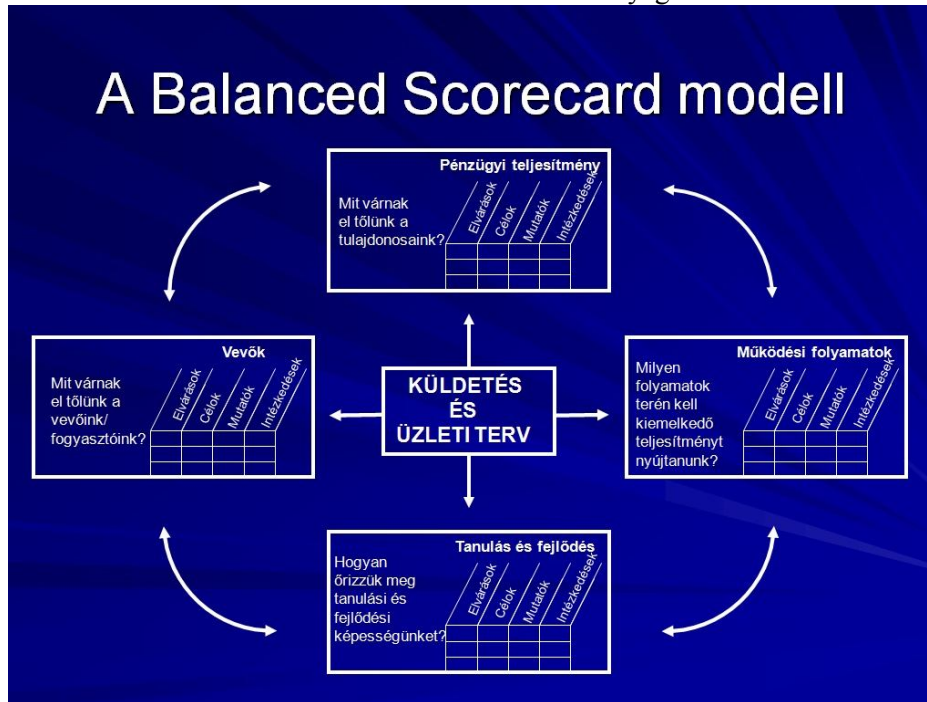 A Balanced Scorecard modell
Pénzügyi teljesítmény
Mit várnak
el tőlünk a
tulajdonosaink?
Elvárások
Célok
Mutatók
Intézkedések
Vevők
Mit várnak
el tőlünk a
vevőink/
fogyasztóink?
Elvárások
Célok
Mutatók
Intézkedések
KÜLDETÉS
ÉS
ÜZLETI TERV
Működési folyamatok
Milyen
folyamatok
terén kell
kiemelkedő
teljesítményt
nyújtanunk?
Elvárások
Célok
Mutatók
Intézkedések
Tanulás és fejlődés
Hogyan
őrizzük meg
tanulási és
fejlődési
képességünket?
Elvárások
Célok
Mutatók
Intézkedések